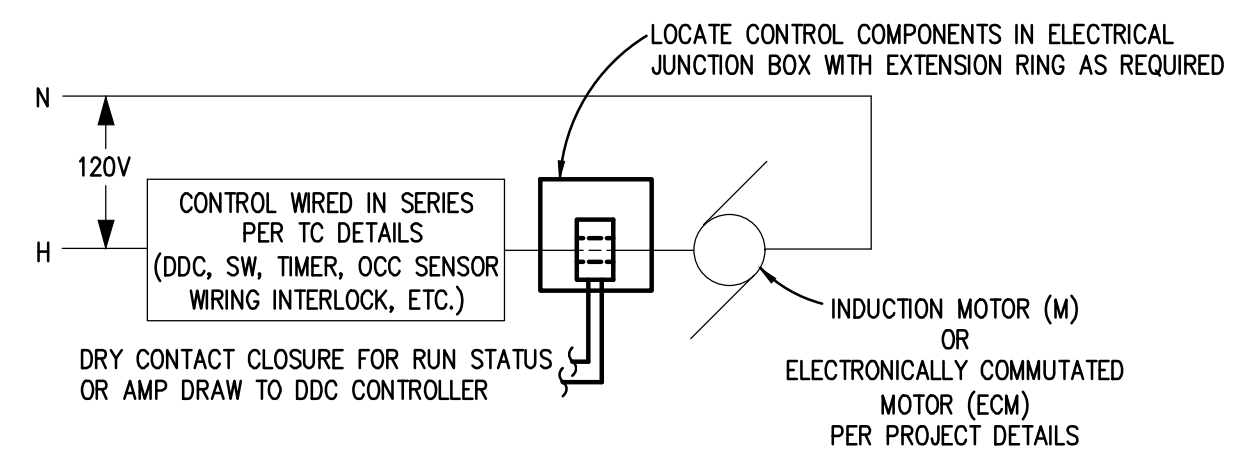 LOCATE CONTROL COMPONENTS IN ELECTRICAL
JUNCTION BOX WITH EXTENSION RING AS REQUIRED
N
120V
H
CONTROL WIRED IN SERIES
PER TC DETAILS
(DDC, SW, TIMER, OCC SENSOR
WIRING INTERLOCK, ETC.)
DRY CONTACT CLOSURE FOR RUN STATUS
OR AMP DRAW TO DDC CONTROLLER
INDUCTION MOTOR (M)
OR
ELECTRONICALLY COMMUTATED
MOTOR (ECM)
PER PROJECT DETAILS